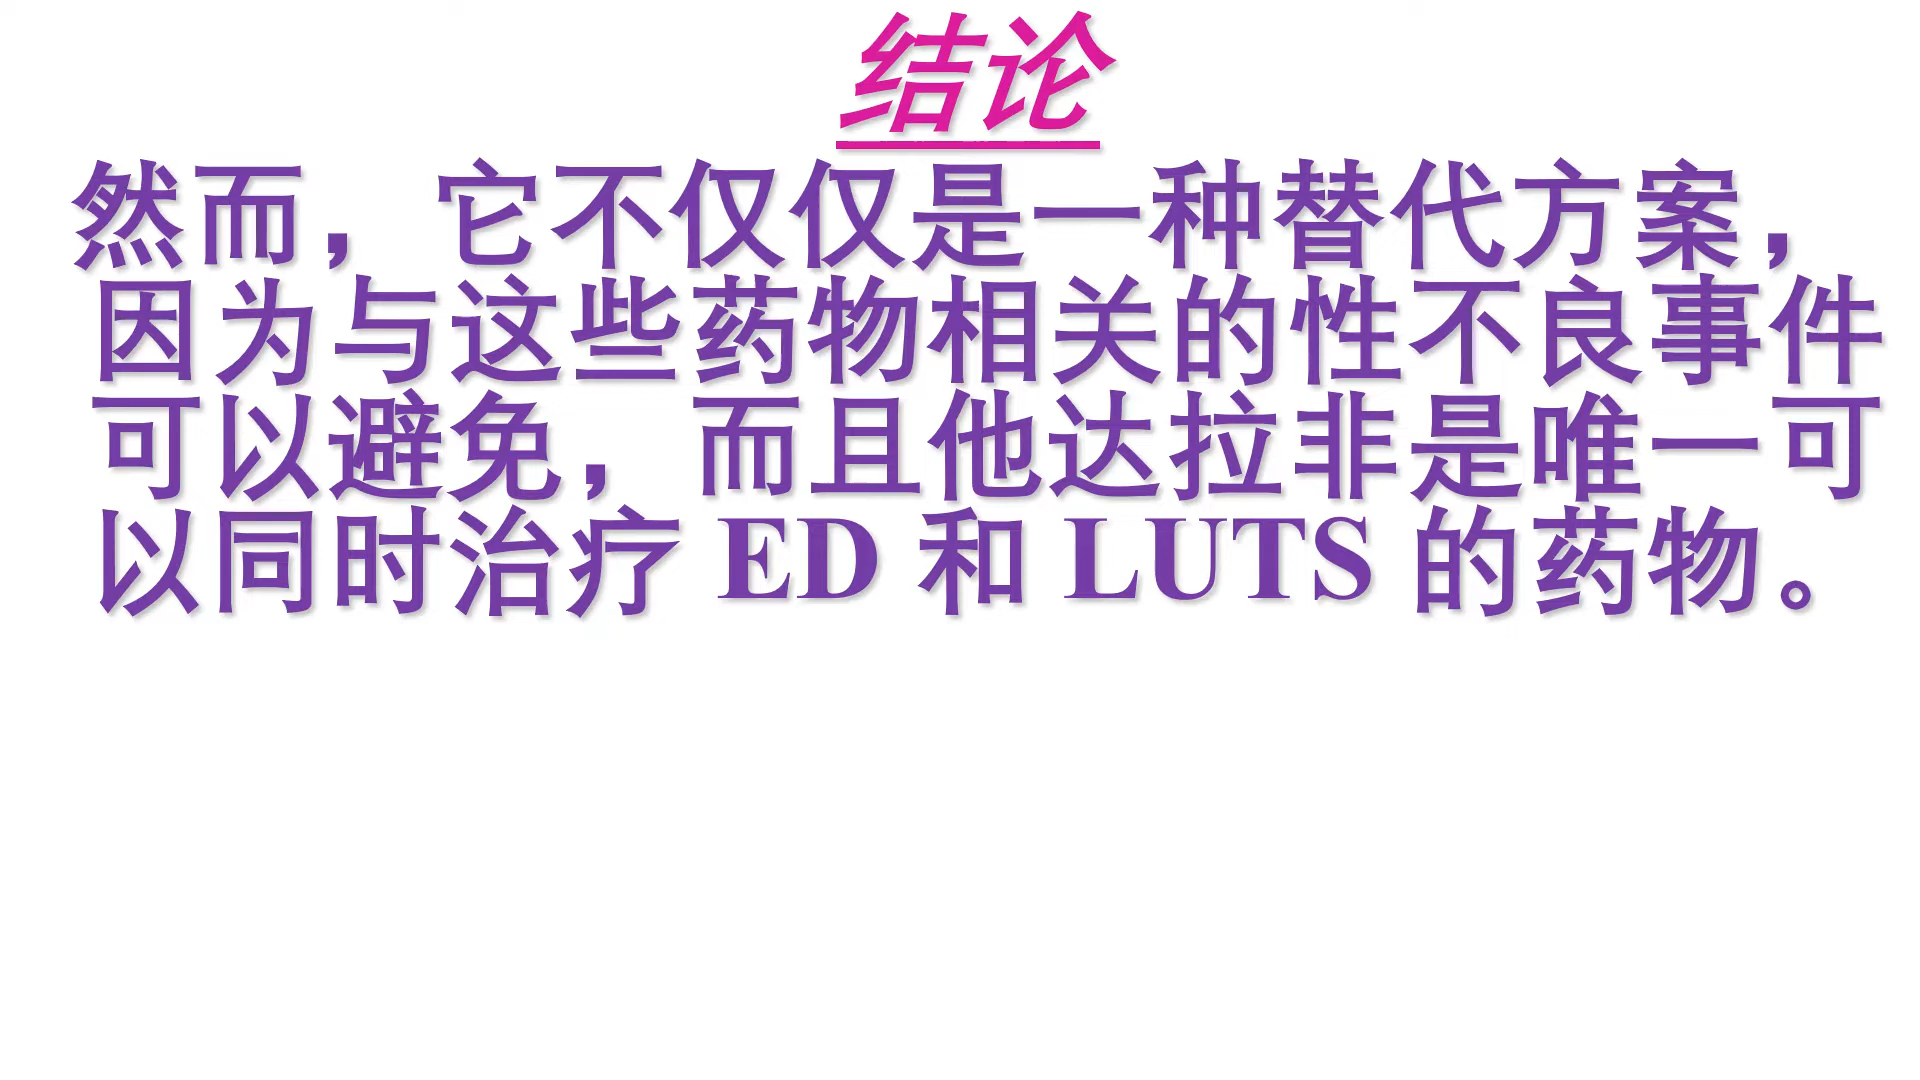 结论
然而，它不仅仅是一种替代方案，
因为与这些药物相关的性不良事件
可以避免，而且他达拉非是唯一可
以同时治疗 ED 和 LUTS 的药物。